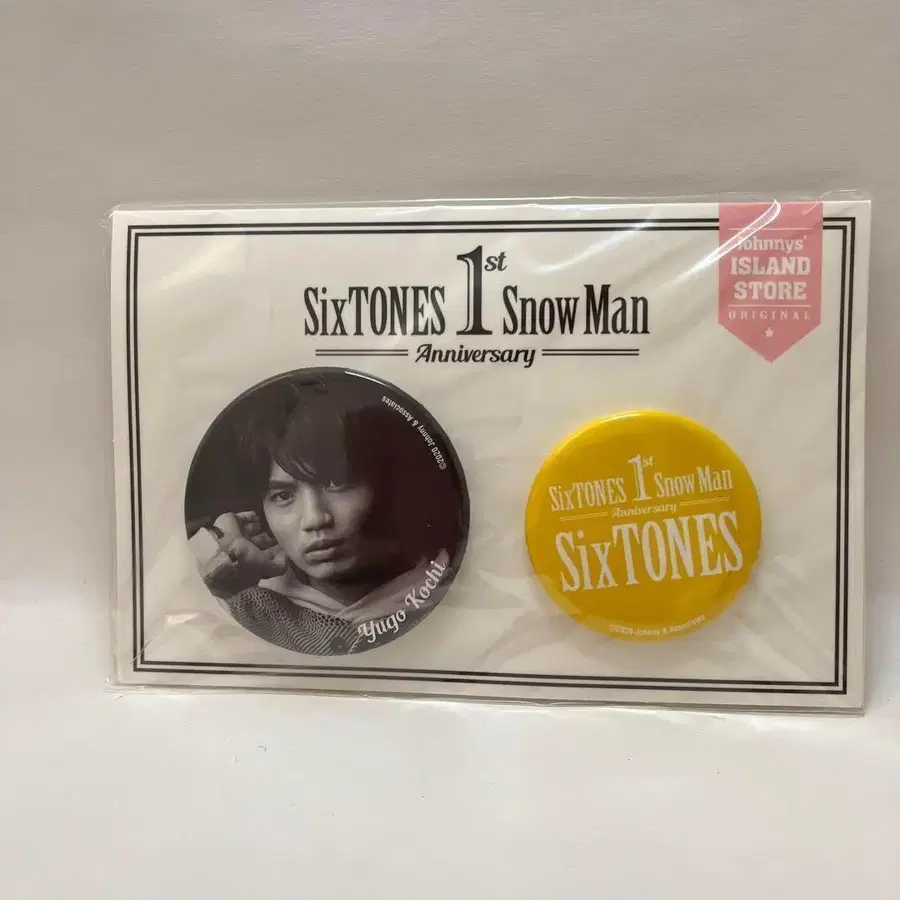 SixTONES 1st Snow Man
Anniversary
Johnnys'
ISLAND
STORE
ORIGINAL
©2020 Johnny & Associates
Yugo Kochi
SixTONES 1st Snow Man
Anniversary
SixTONES
©2020 Johnny & Associates